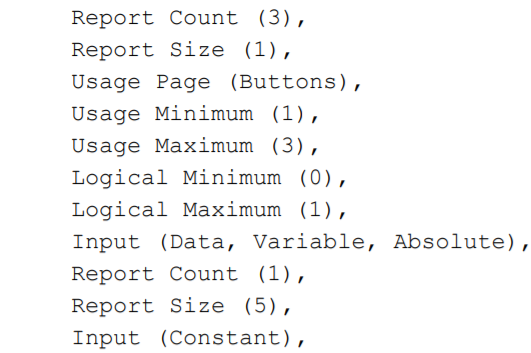 Report Count (3),
Report Size (1),
Usage Page (Buttons),
Usage Minimum (1),
Usage Maximum (3),
Logical Minimum (0),
Logical Maximum (1),
Input (Data, Variable, Absolute),
Report Count (1),
Report Size (5),
Input (Constant),